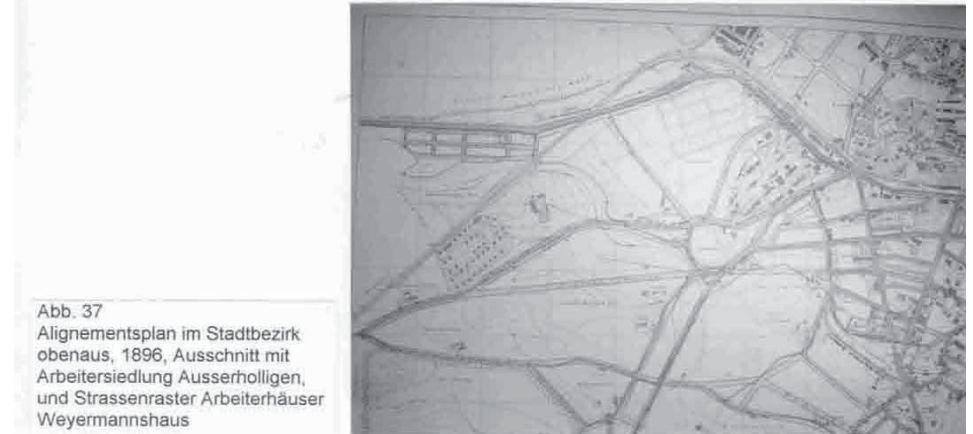 Abb. 37
Alignementsplan im Stadtbezirk
obenaus, 1896, Ausschnitt mit
Arbeitersiedlung Ausserholligen,
und Strassenraster Arbeiterhäuser
Weyermannshaus